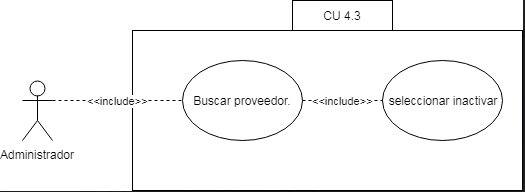 CU 4.3
<<include>>
Buscar proveedor.
<<include>>
seleccionar inactivar
Administrador